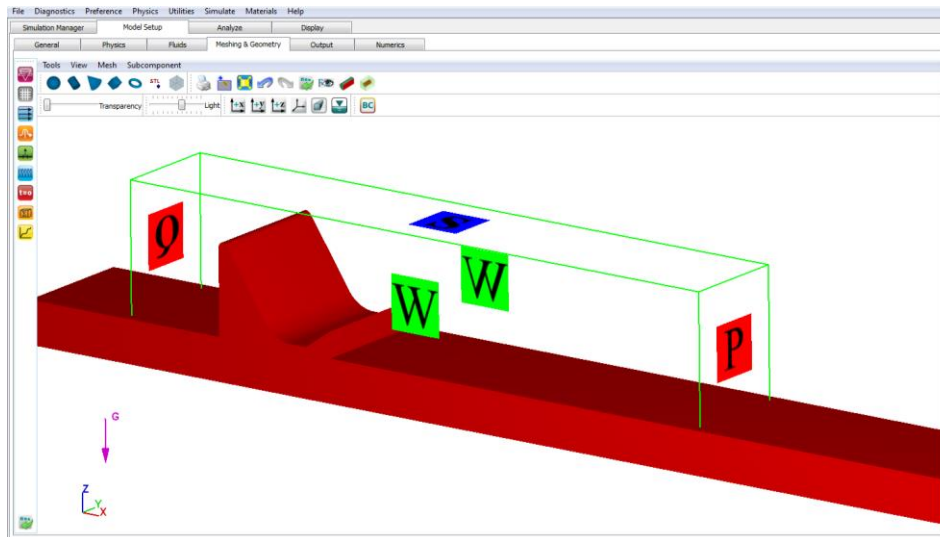 File Diagnostics Preference Physics Utilities Simulate Materials Help
Simulation Manager Model Setup Analyze Display
General Physics Fluids Meshing & Geometry Output Numerics
Tools View Mesh Subcomponent
STL
Transparency Light +x +y +z BC
Q S
W W
P
G
Z
Y
X